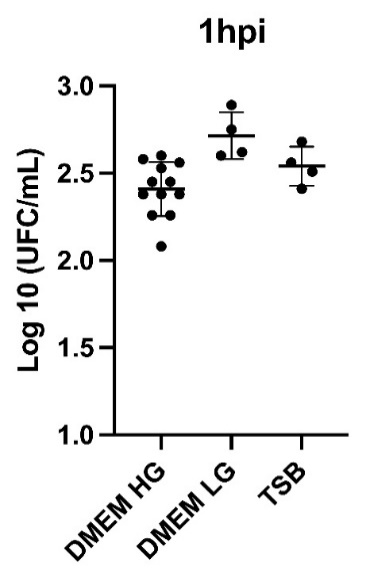 1hpi
Log 10 (UFC/mL)
3.0
2.5
2.0
1.5
1.0
DMEM HG
DMEM LG
TSB